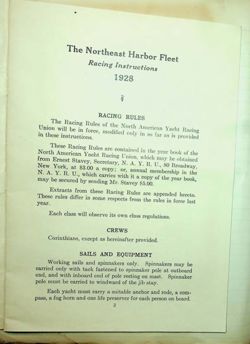 The Northeast Harbor Fleet
Racing Instructions
1928
§
RACING RULES
The Racing Rules of the North American Yacht Racing
Union will be in force, modified only in so far as is provided
in these instructions.
These Racing Rules are contained in the year book of the
North American Yacht Racing Union, which may be obtained
from Ernest Stavey, Secretary, N. A. Y. R. U., 80 Broadway,
New York, at $3.00 a copy; or, annual membership in the
N. A. Y. R. U., which carries with it a copy of the year book,
may be secured by sending Mr. Stavey $5.00.
Extracts from these Racing Rules are appended hereto.
These rules differ in some respects from the rules in force last
year.
Each class will observe its own class regulations.
CREWS
Corinthians, except as hereinafter provided.
SAILS AND EQUIPMENT
Working sails and spinnakers only. Spinnakers may be
carried only with tack fastened to spinnaker pole at outboard
end, and with inboard end of pole resting on mast. Spinnaker
pole must be carried to windward of the jib stay.
Each yacht must carry a suitable anchor and rode, a com-
pass, a fog horn and one life preserver for each person on board.
2